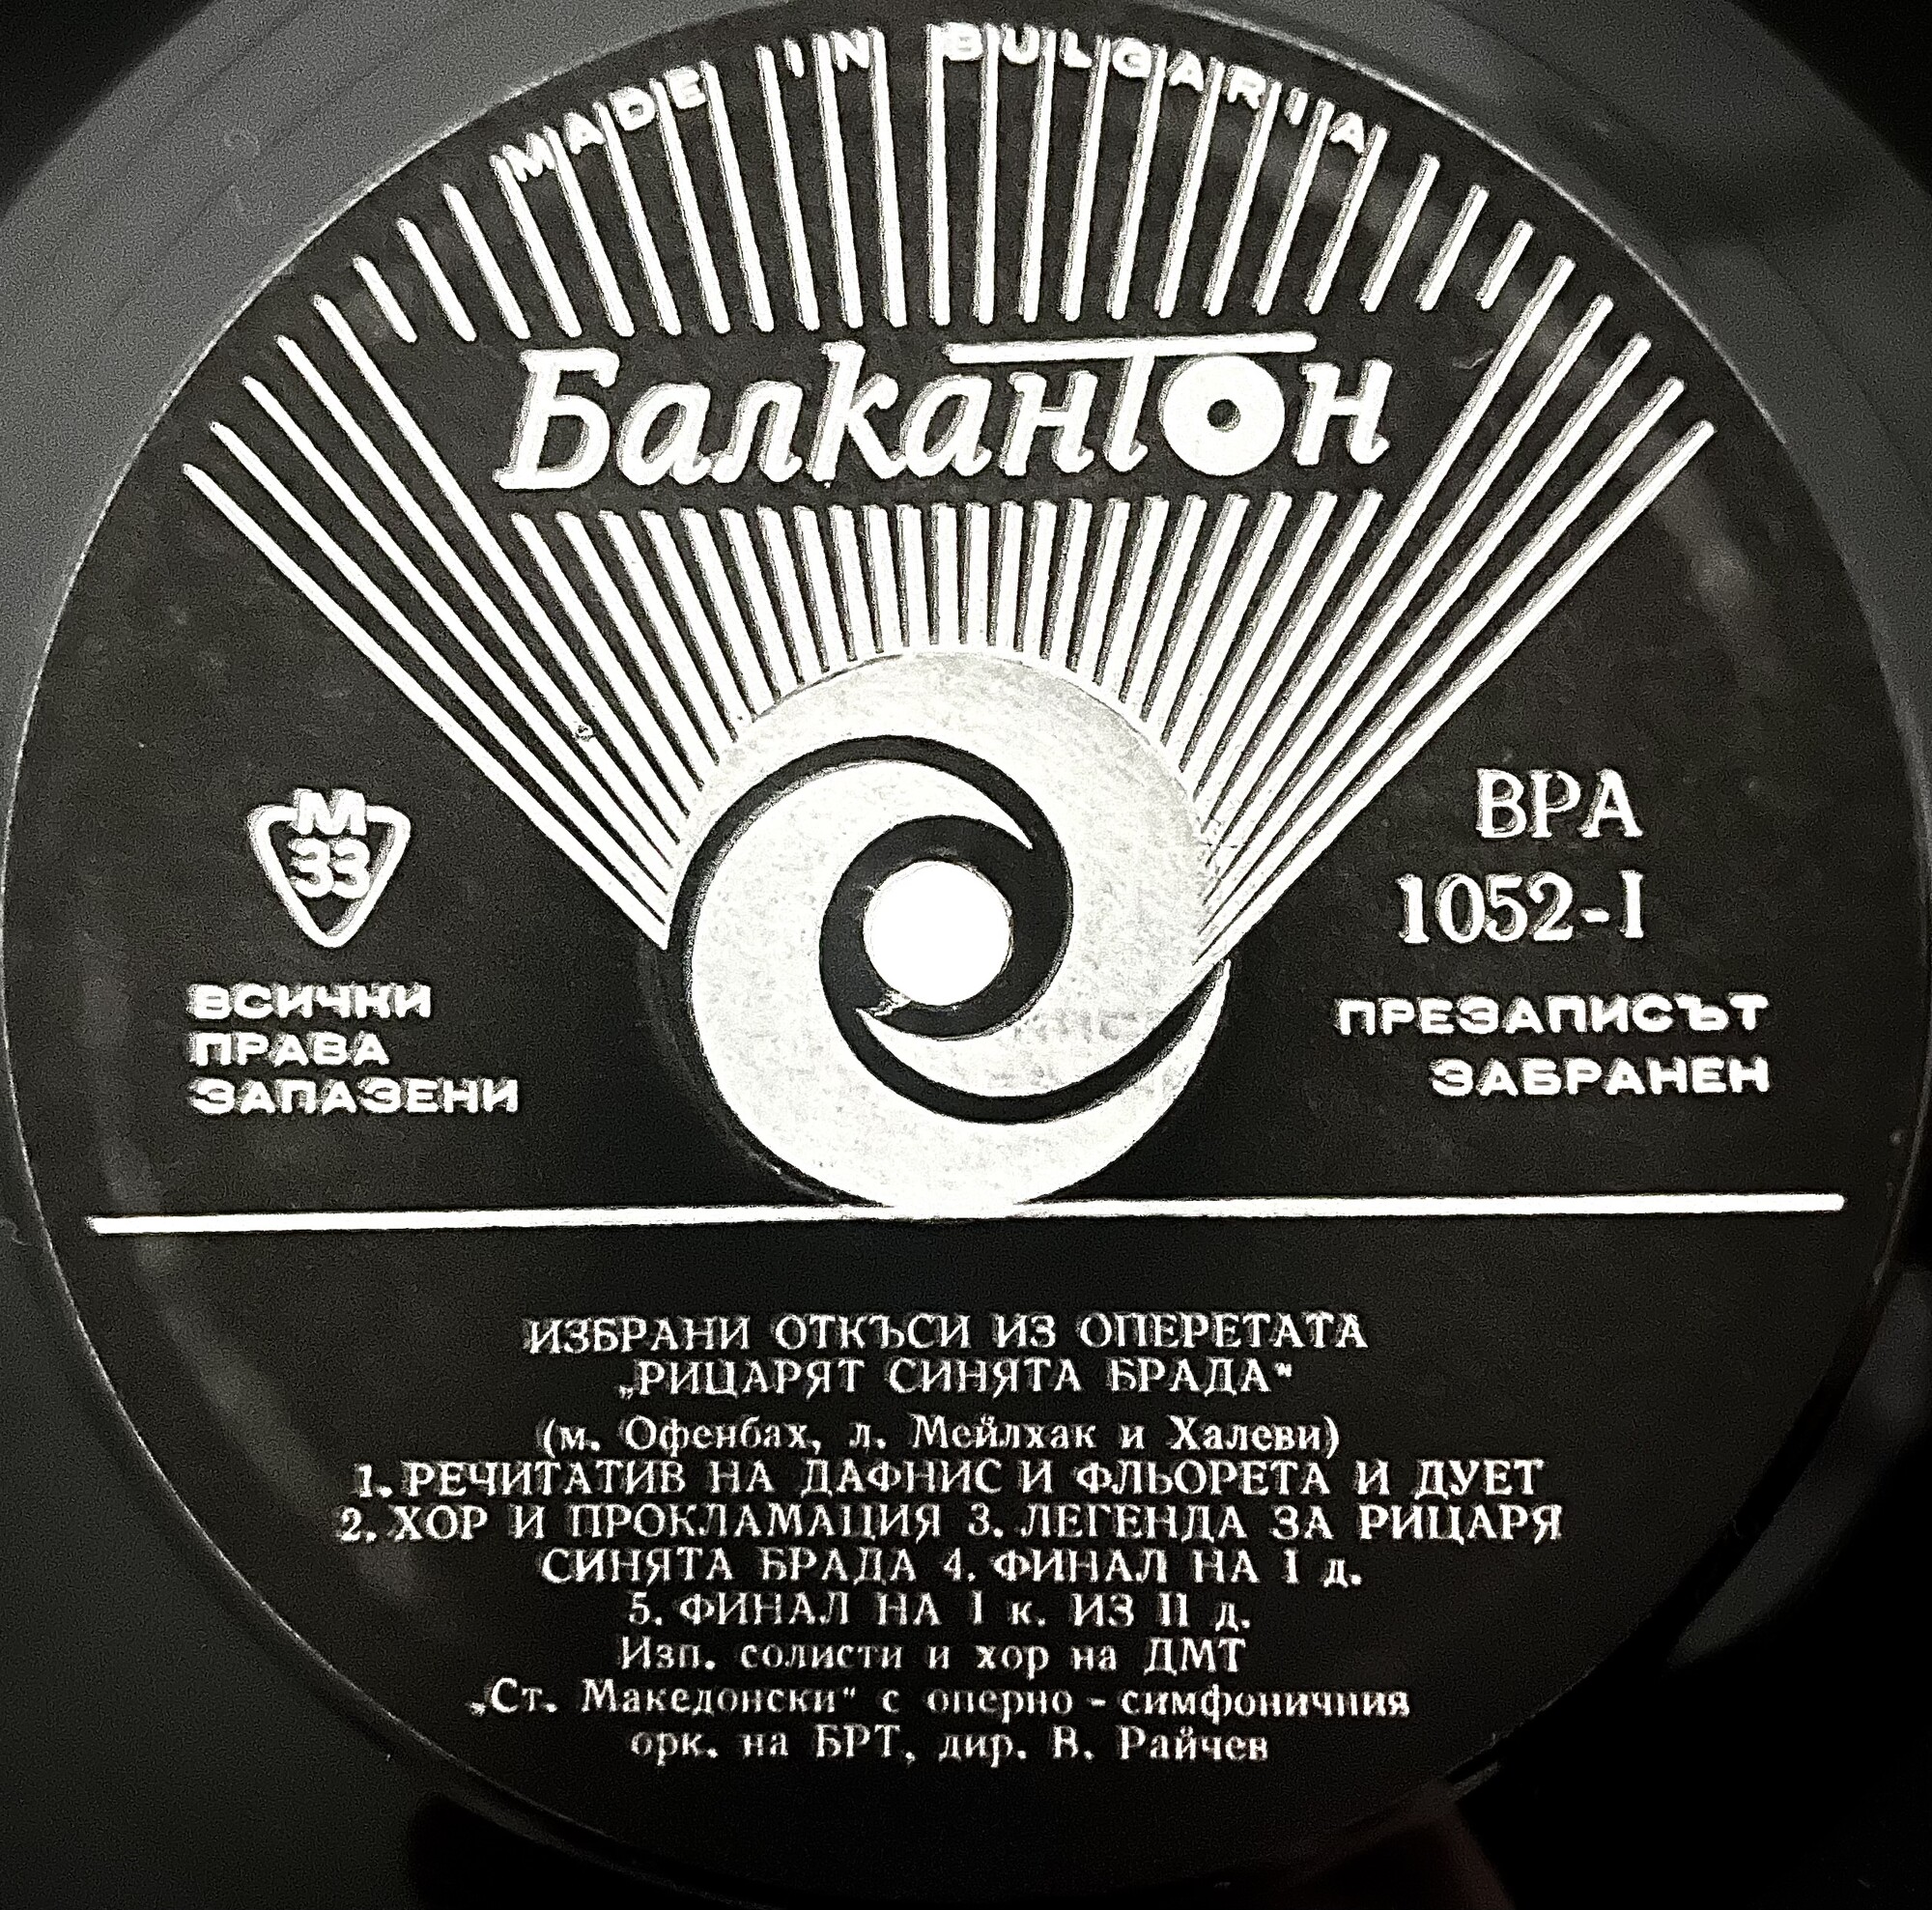 MADE IN BULGARIA
Балкантон
М
33
ВСИЧНИ
ПРАВА
ЗАПАЗЕНИ
ВРА
1052-I
ПРЕЗАПИСЪТ
ЗАБРАНЕН
ИЗБРАНИ ОТКЪСИ ИЗ ОПЕРЕТАТА
„РИЦАРЯТ СИНЯТА БРАДА“
(м. Офенбах, л. Мейлхак и Халеви)
1. РЕЧИТАТИВ НА ДАФНИС И ФЛЬОРЕТА И ДУЕТ
2. ХОР И ПРОКЛАМАЦИЯ 3. ЛЕГЕНДА ЗА РИЦАРЯ
СИНЯТА БРАДА 4. ФИНАЛ НА I д.
5. ФИНАЛ НА I к. ИЗ II д.
Изп. солисти и хор на ДМТ
„Ст. Македонски“ с оперно - симфоничния
орк. на БРТ, дир. В. Райчев